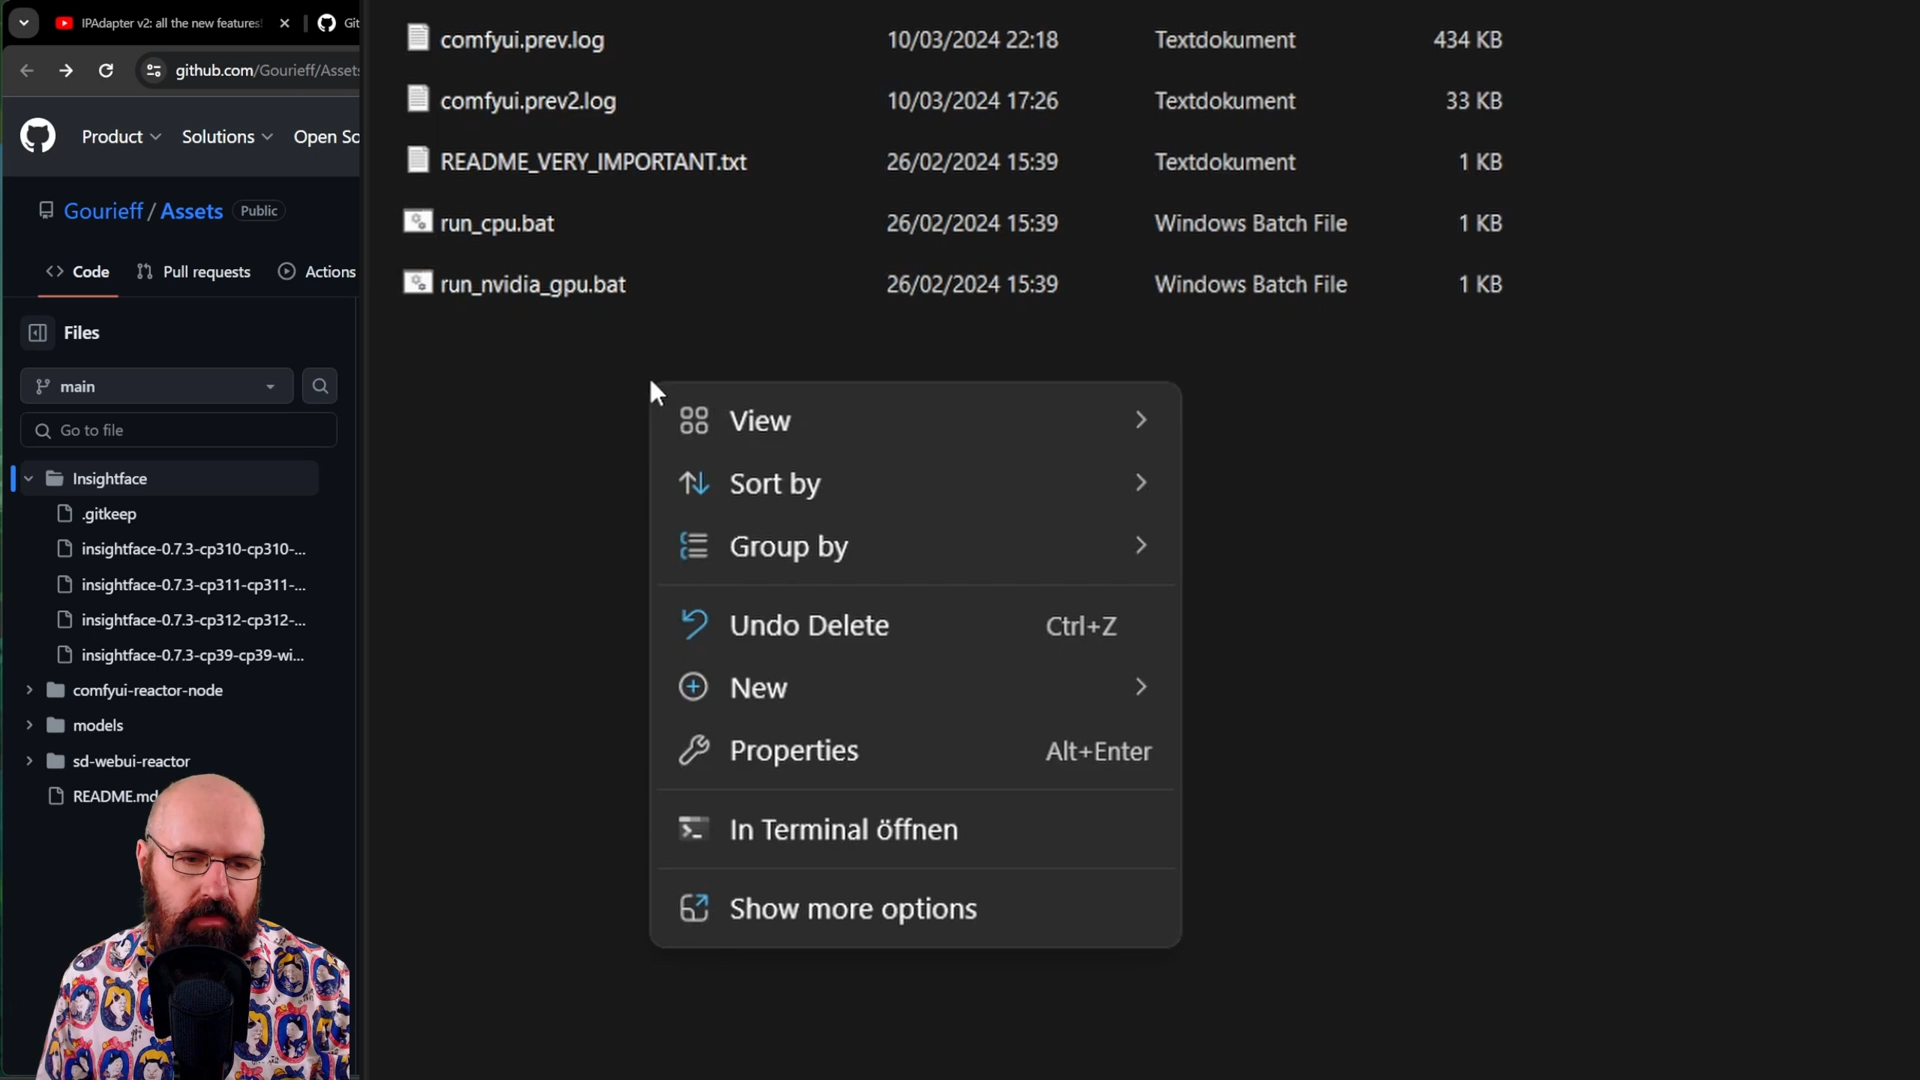 IPAdapter v2: all the new features!
github.com/Gourieff/Assets
Product
Solutions
Gourieff / Assets
Public
Code
Pull requests
Actions
Files
main
Go to file
Insightface
.gitkeep
insightface-0.7.3-cp310-cp310-...
insightface-0.7.3-cp311-cp311-...
insightface-0.7.3-cp312-cp312-...
insightface-0.7.3-cp39-cp39-wi...
comfyui-reactor-node
models
sd-webui-reactor
README.md
comfyui.prev.log 10/03/2024 22:18 Textdokument 434 KB
comfyui.prev2.log 10/03/2024 17:26 Textdokument 33 KB
README_VERY_IMPORTANT.txt 26/02/2024 15:39 Textdokument 1 KB
run_cpu.bat 26/02/2024 15:39 Windows Batch File 1 KB
run_nvidia_gpu.bat 26/02/2024 15:39 Windows Batch File 1 KB
View
Sort by
Group by
Undo Delete Ctrl+Z
New
Properties Alt+Enter
In Terminal öffnen
Show more options